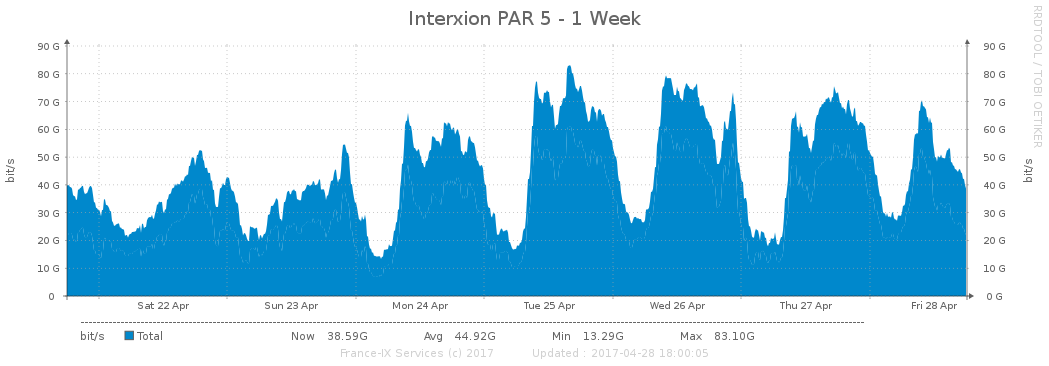 Interxion PAR 5 - 1 Week
RRDTOOL / TOBI OETIKER
bit/s
90 G
80 G
70 G
60 G
50 G
40 G
30 G
20 G
10 G
0
90 G
80 G
70 G
60 G
50 G
40 G
30 G
20 G
10 G
0 G
bit/s
Sat 22 Apr Sun 23 Apr Mon 24 Apr Tue 25 Apr Wed 26 Apr Thu 27 Apr Fri 28 Apr
bit/s Total Now 38.59G Avg 44.92G Min 13.29G Max 83.10G
France-IX Services (c) 2017 Updated : 2017-04-28 18:00:05